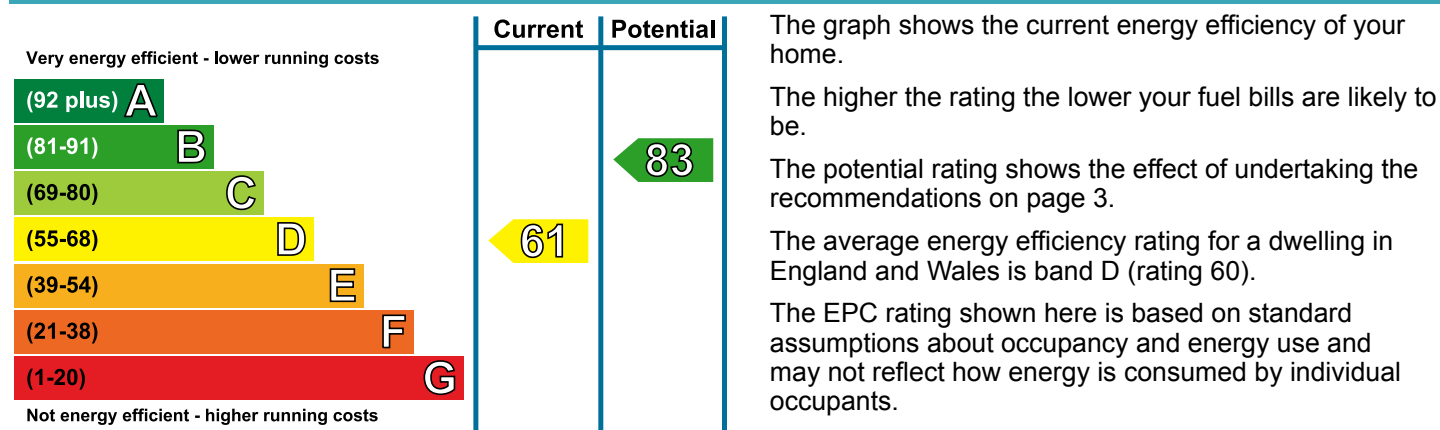 Current Potential
Very energy efficient - lower running costs
(92 plus) A
(81-91) B
(69-80) C
(55-68) D
(39-54) E
(21-38) F
(1-20) G
Not energy efficient - higher running costs
61
83
The graph shows the current energy efficiency of your
home.
The higher the rating the lower your fuel bills are likely to
be.
The potential rating shows the effect of undertaking the
recommendations on page 3.
The average energy efficiency rating for a dwelling in
England and Wales is band D (rating 60).
The EPC rating shown here is based on standard
assumptions about occupancy and energy use and
may not reflect how energy is consumed by individual
occupants.